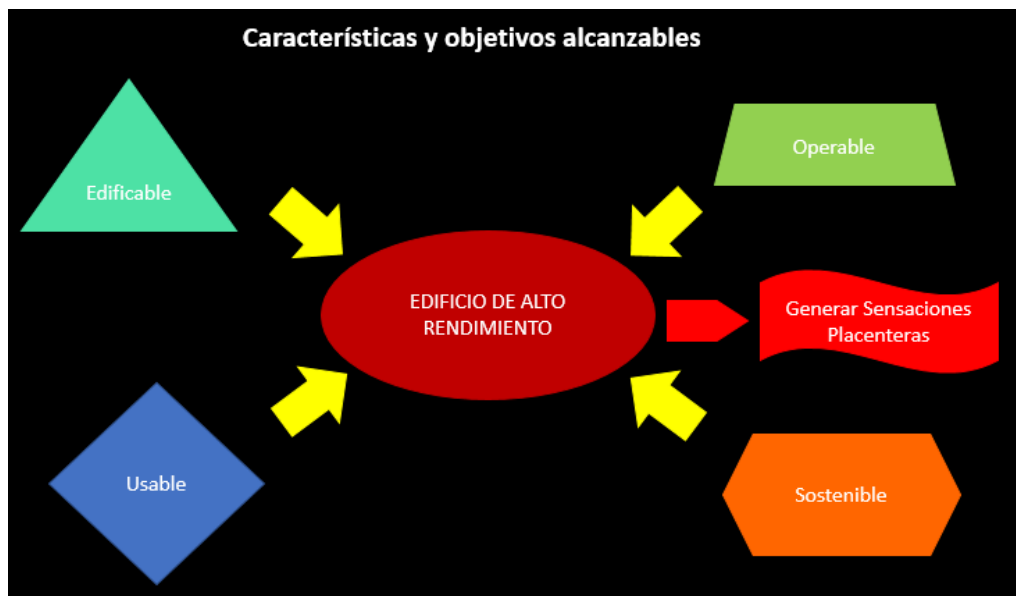 Características y objetivos alcanzables
Edificable
Operable
EDIFICIO DE ALTO
RENDIMIENTO
Generar Sensaciones
Placenteras
Usable
Sostenible